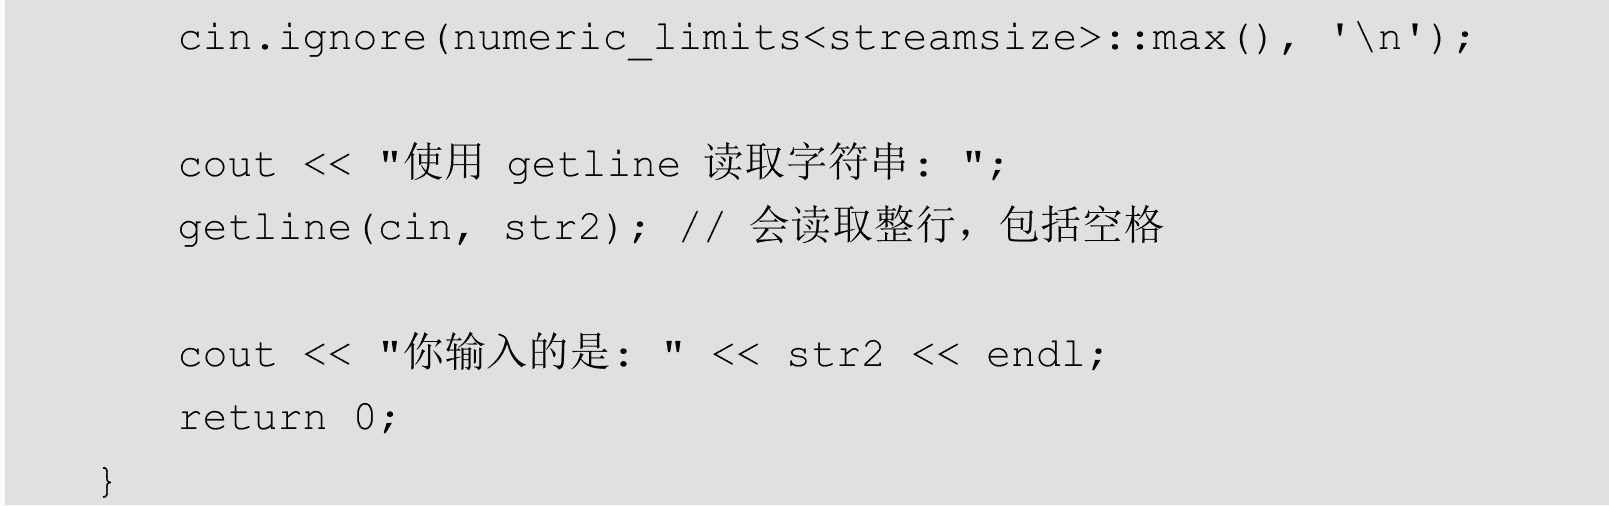 cin.ignore(numeric_limits<streamsize>::max(), '\n');
cout << "使用 getline 读取字符串: ";
getline(cin, str2); // 会读取整行，包括空格
cout << "你输入的是: " << str2 << endl;
return 0;
}